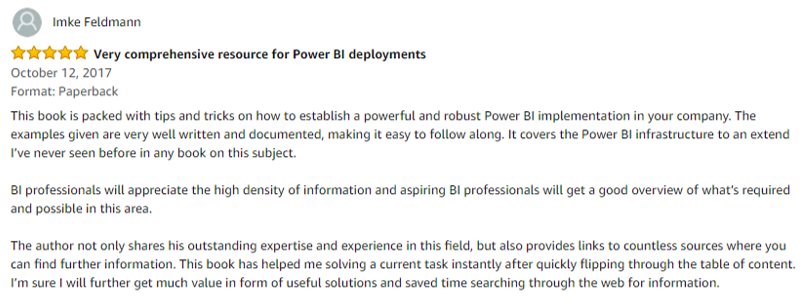 Imke Feldmann
Very comprehensive resource for Power BI deployments
October 12, 2017
Format: Paperback
This book is packed with tips and tricks on how to establish a powerful and robust Power BI implementation in your company. The
examples given are very well written and documented, making it easy to follow along. It covers the Power BI infrastructure to an extend
I've never seen before in any book on this subject.
BI professionals will appreciate the high density of information and aspiring BI professionals will get a good overview of what's required
and possible in this area.
The author not only shares his outstanding expertise and experience in this field, but also provides links to countless sources where you
can find further information. This book has helped me solving a current task instantly after quickly flipping through the table of content.
I'm sure I will further get much value in form of useful solutions and saved time searching through the web for information.